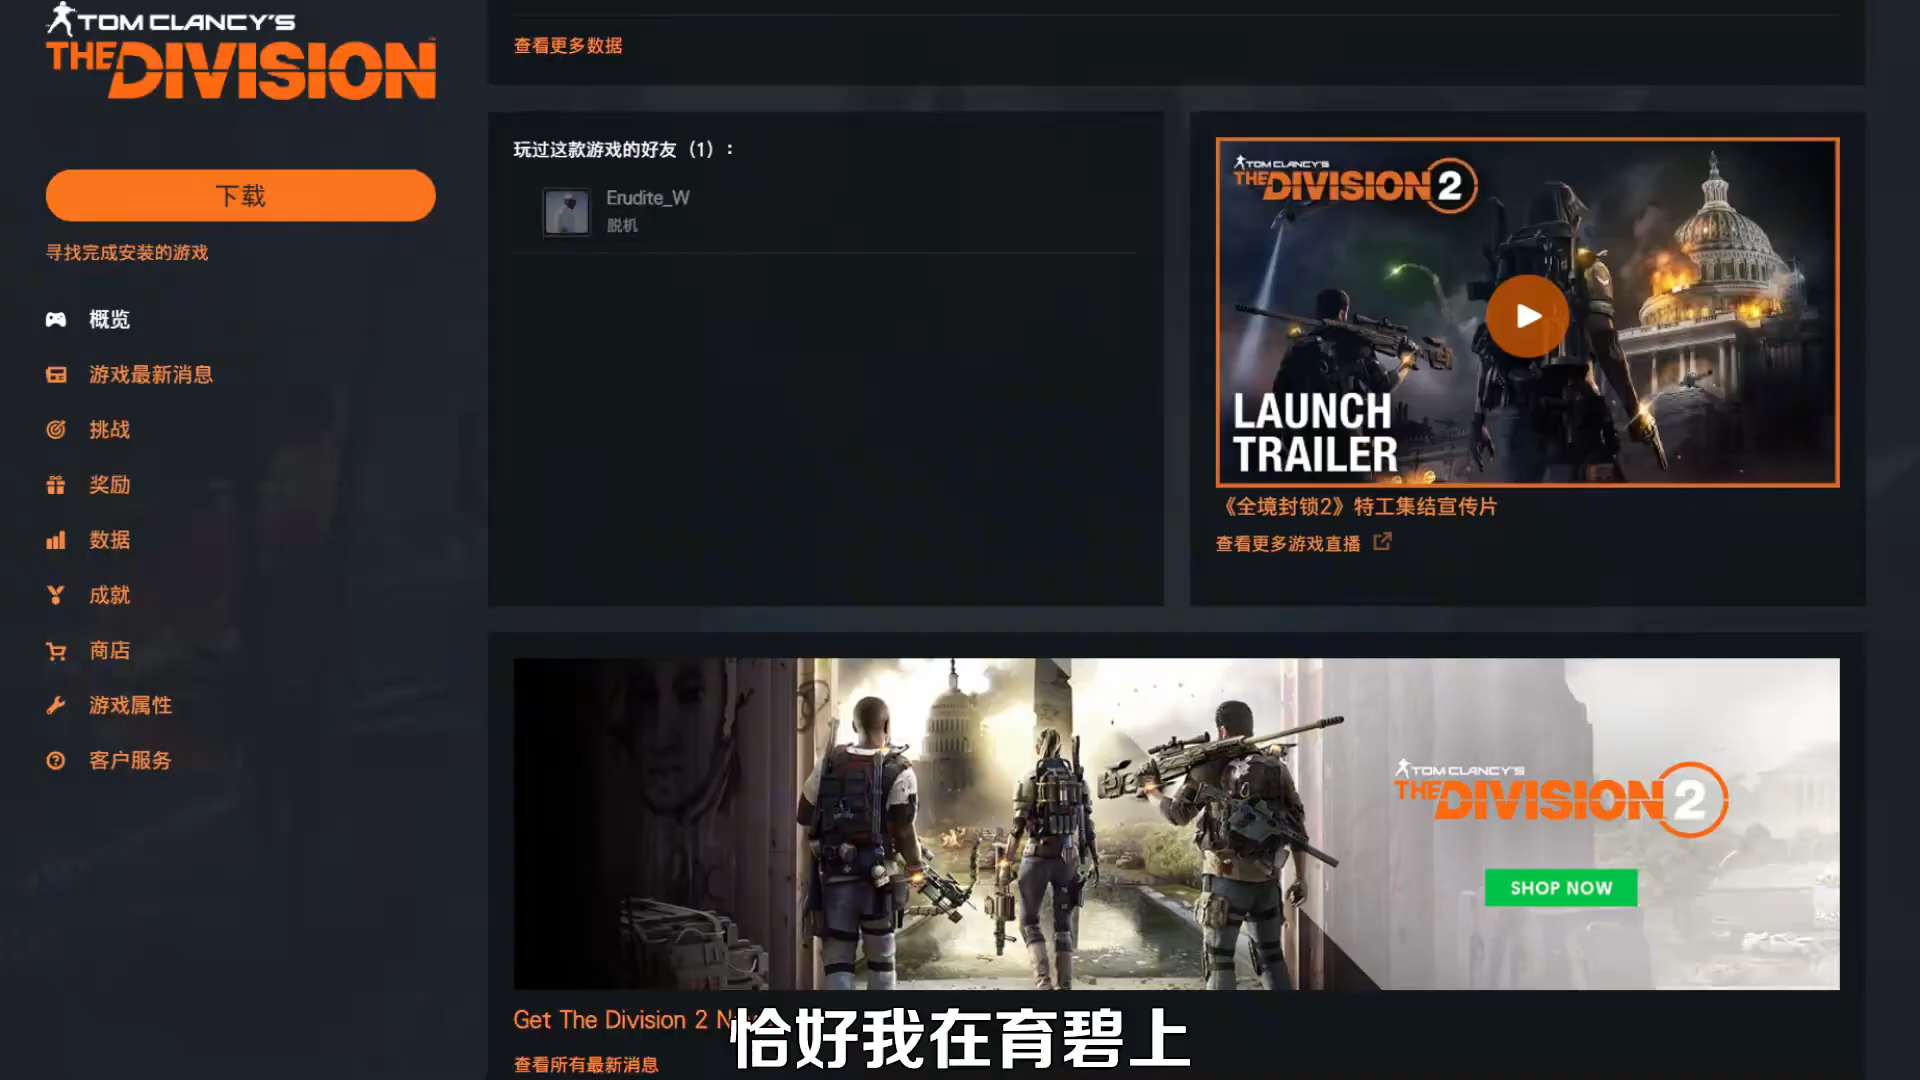 TOM CLANCY'S
THE DIVISION
下载
寻找完成安装的游戏
概览
游戏最新消息
挑战
奖励
数据
成就
商店
游戏属性
客户服务
查看更多数据
玩过这款游戏的好友（1）：
Erudite_W
脱机
TOM CLANCY'S
THE DIVISION 2
LAUNCH
TRAILER
《全境封锁2》特工集结宣传片
查看更多游戏直播
TOM CLANCY'S
THE DIVISION 2
SHOP NOW
Get The Division 2
查看所有最新消息
恰好我在育碧上